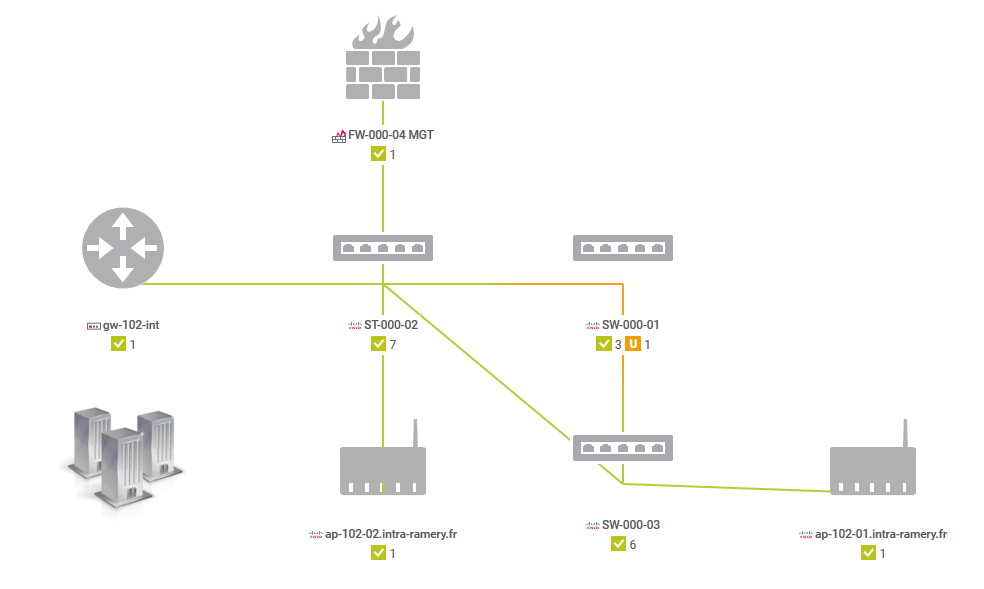 FW-000-04 MGT
1
gw-102-int
1
ST-000-02
7
SW-000-01
3 U 1
ap-102-02.intra-ramery.fr
1
SW-000-03
6
ap-102-01.intra-ramery.fr
1